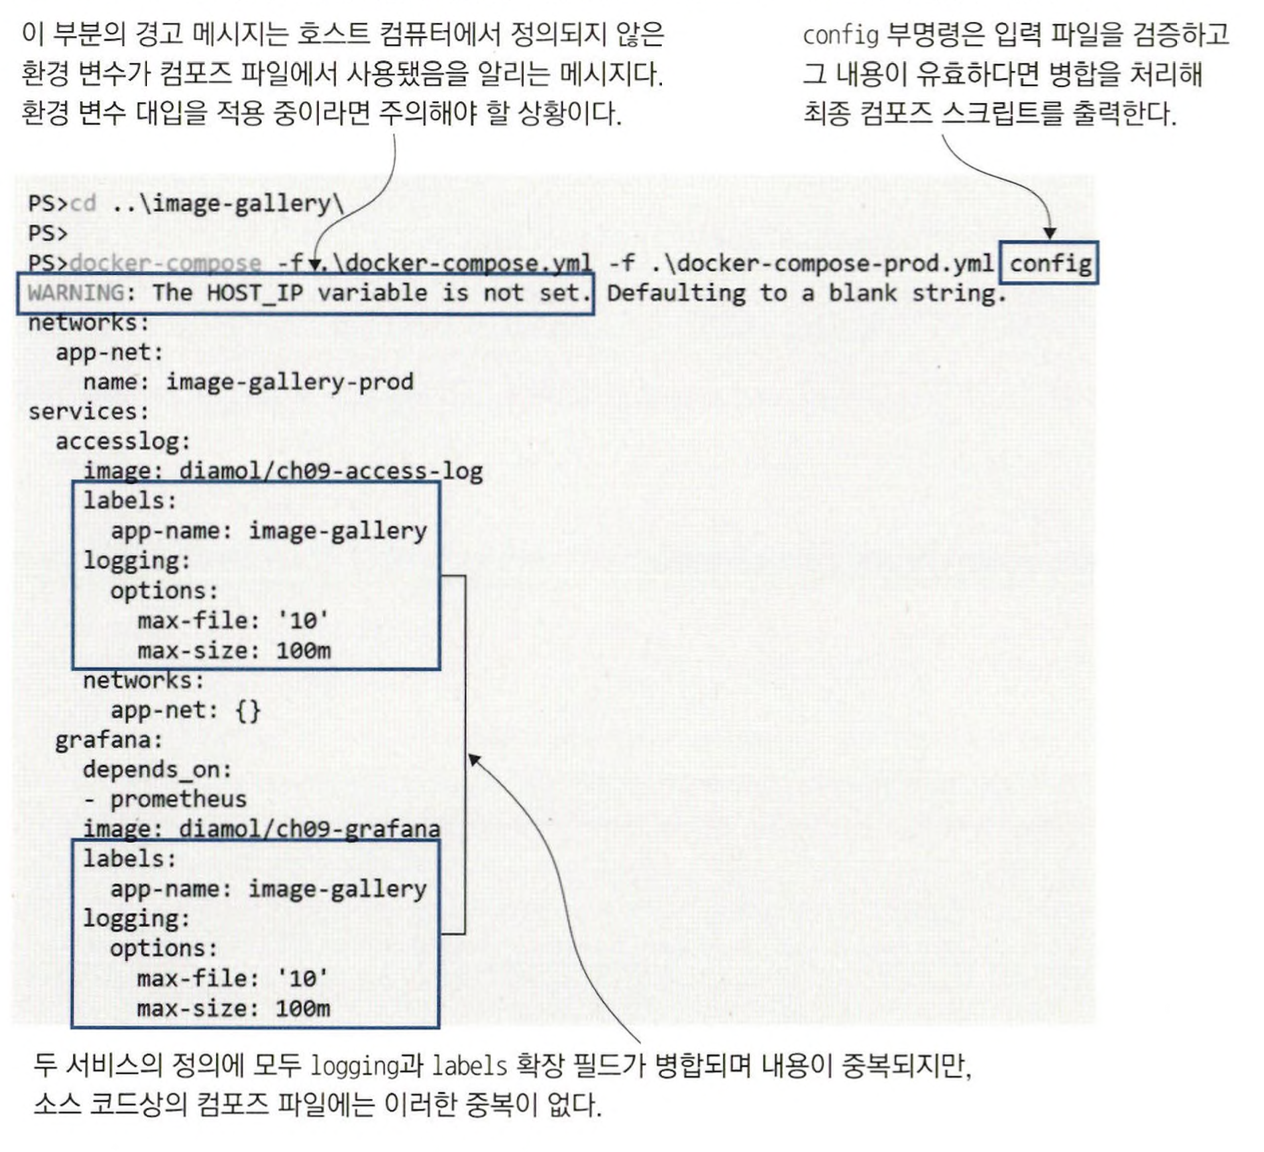 이 부분의 경고 메시지는 호스트 컴퓨터에서 정의되지 않은
환경 변수가 컴포즈 파일에서 사용됐음을 알리는 메시지다.
환경 변수 대입을 적용 중이라면 주의해야 할 상황이다.
config 부명령은 입력 파일을 검증하고
그 내용이 유효하다면 병합을 처리해
최종 컴포즈 스크립트를 출력한다.
PS>cd ..\image-gallery\
PS>
PS>docker-compose -f .\docker-compose.yml -f .\docker-compose-prod.yml config
WARNING: The HOST_IP variable is not set. Defaulting to a blank string.
networks:
  app-net:
    name: image-gallery-prod
services:
  accesslog:
    image: diamol/ch09-access-log
    labels:
      app-name: image-gallery
    logging:
      options:
        max-file: '10'
        max-size: 100m
    networks:
      app-net: {}
  grafana:
    depends_on:
    - prometheus
    image: diamol/ch09-grafana
    labels:
      app-name: image-gallery
    logging:
      options:
        max-file: '10'
        max-size: 100m
두 서비스의 정의에 모두 logging과 labels 확장 필드가 병합되며 내용이 중복되지만,
소스 코드상의 컴포즈 파일에는 이러한 중복이 없다.